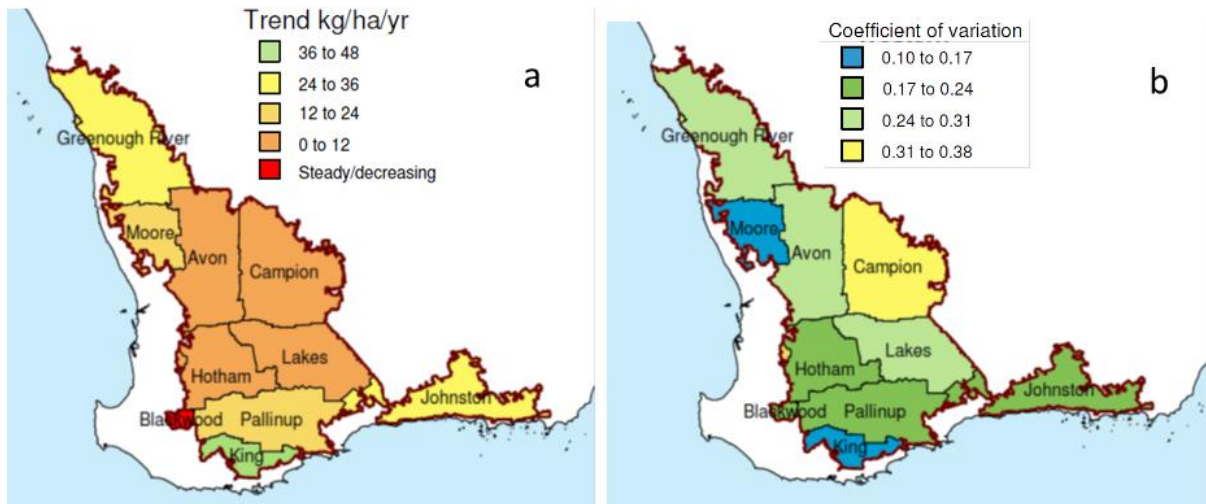 Trend kg/ha/yr
36 to 48
24 to 36
12 to 24
0 to 12
Steady/decreasing
a
Greenough River
Moore
Avon
Campion
Lakes
Hotham
Johnston
Blackwood
Pallinup
King
Coefficient of variation
0.10 to 0.17
0.17 to 0.24
0.24 to 0.31
0.31 to 0.38
b
Greenough River
Moore
Avon
Campion
Lakes
Hotham
Johnston
Blackwood
Pallinup
King